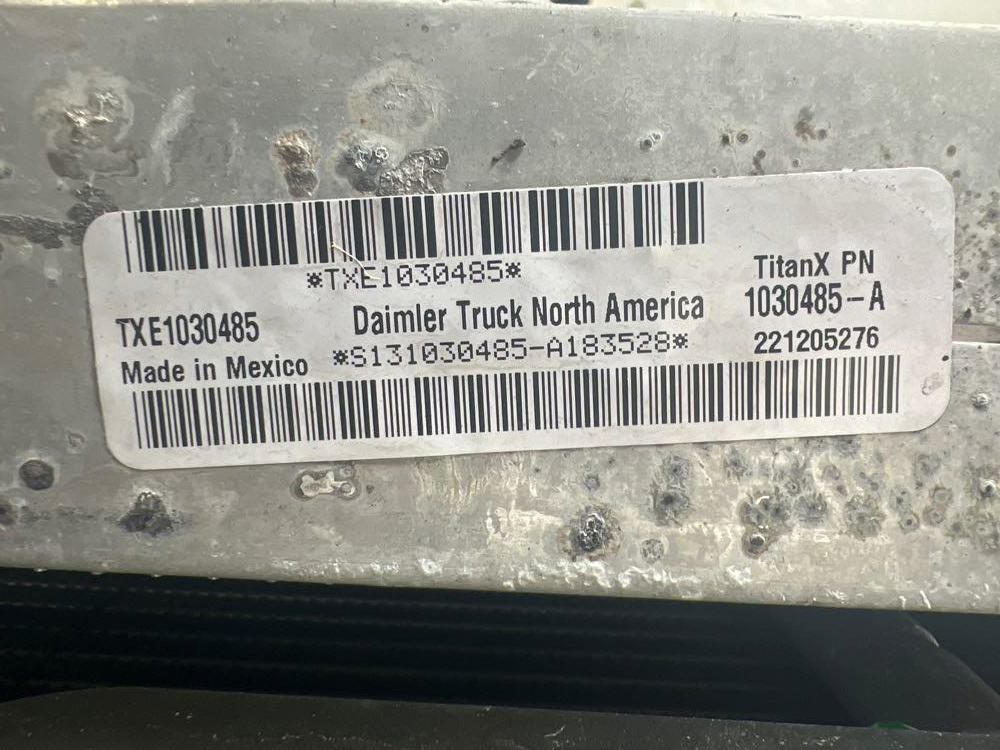 *TXE1030485*
TitanX PN
TXE1030485
Daimler Truck North America
1030485-A
Made in Mexico
*S131030485-A183528*
221205276